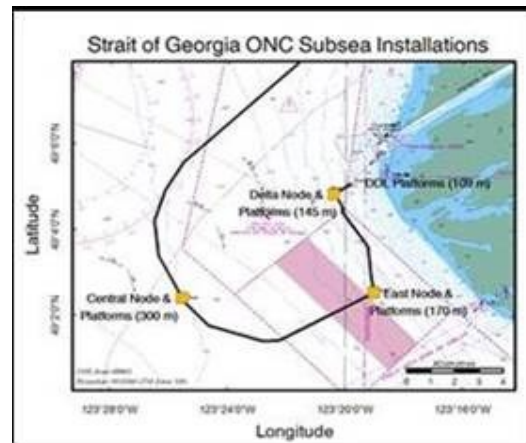 Strait of Georgia ONC Subsea Installations
Latitude
49°6'0"N
49°4'0"N
49°2'0"N
DDL Platforms (109 m)
Delta Node &
Platforms (145 m)
Central Node &
Platforms (300 m)
East Node &
Platforms (170 m)
0 1 2 3 4
123°28'0"W
123°24'0"W
123°20'0"W
123°16'0"W
Longitude